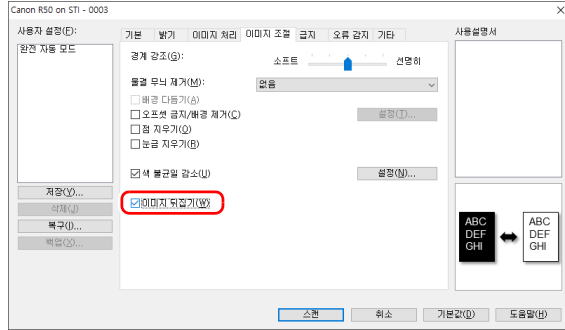 Canon R50 on STI - 0003
사용자 설정(F):
완전 자동 모드
저장(Y)...
삭제(J)
복구(I)...
백업(X)...
기본 밝기 이미지 처리 이미지 조절 급지 오류 감지 기타
경계 강조(G):
소프트 선명히
물결 무늬 제거(M):
없음
배경 다듬기(A)
오프셋 금지/배경 제거(C)
설정(T)...
점 지우기(O)
눈금 지우기(R)
색 불균일 감소(U)
설정(N)...
이미지 뒤집기(W)
사용설명서
ABC
DEF
GHI
ABC
DEF
GHI
스캔 취소 기본값(D) 도움말(H)